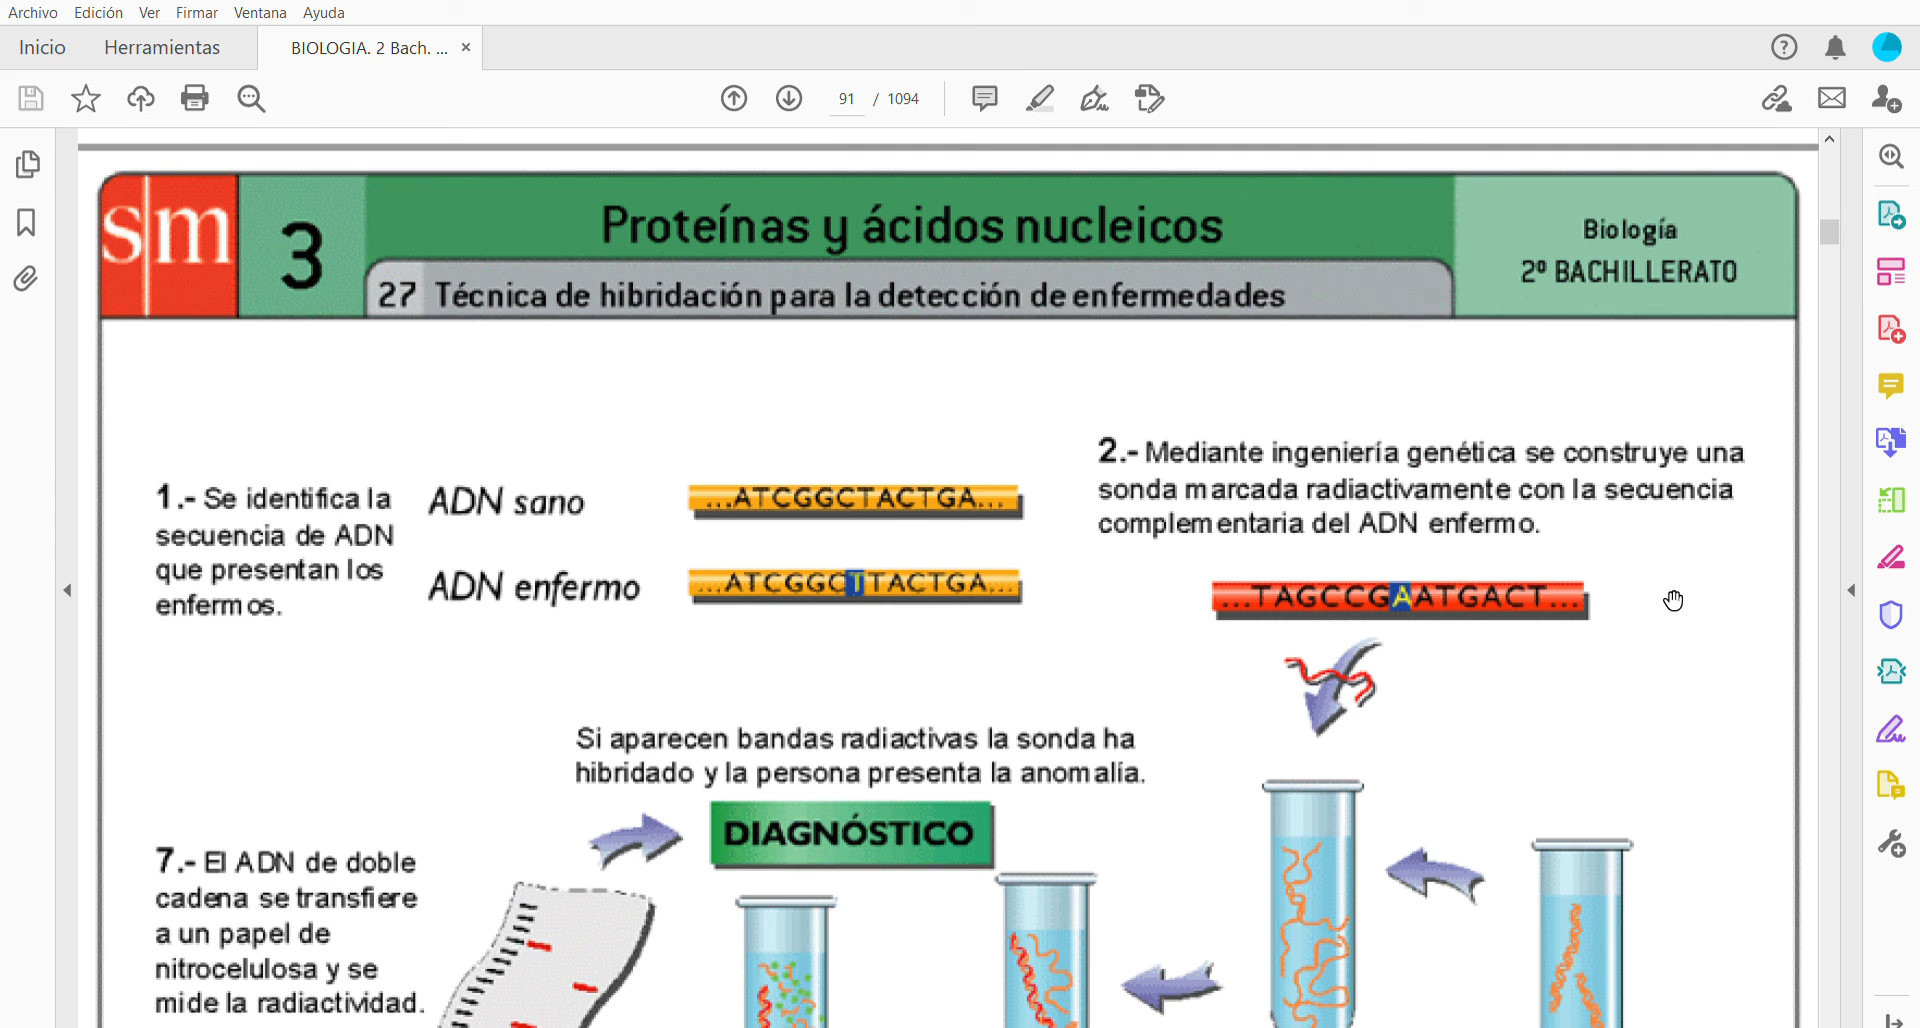 Archivo Edición Ver Firmar Ventana Ayuda
Inicio Herramientas BIOLOGIA. 2 Bach. ... ×
91 / 1094
sm
3
Proteínas y ácidos nucleicos
27 Técnica de hibridación para la detección de enfermedades
Biología
2º BACHILLERATO
1.- Se identifica la
secuencia de ADN
que presentan los
enfermos.
ADN sano
...ATCGGCTACTGA...
ADN enfermo
...ATCGGCTTACTGA...
2.- Mediante ingeniería genética se construye una
sonda marcada radiactivamente con la secuencia
complementaria del ADN enfermo.
...TAGCCGAATGACT...
Si aparecen bandas radiactivas la sonda ha
hibridado y la persona presenta la anomalía.
DIAGNÓSTICO
7.- El ADN de doble
cadena se transfiere
a un papel de
nitrocelulosa y se
mide la radiactividad.